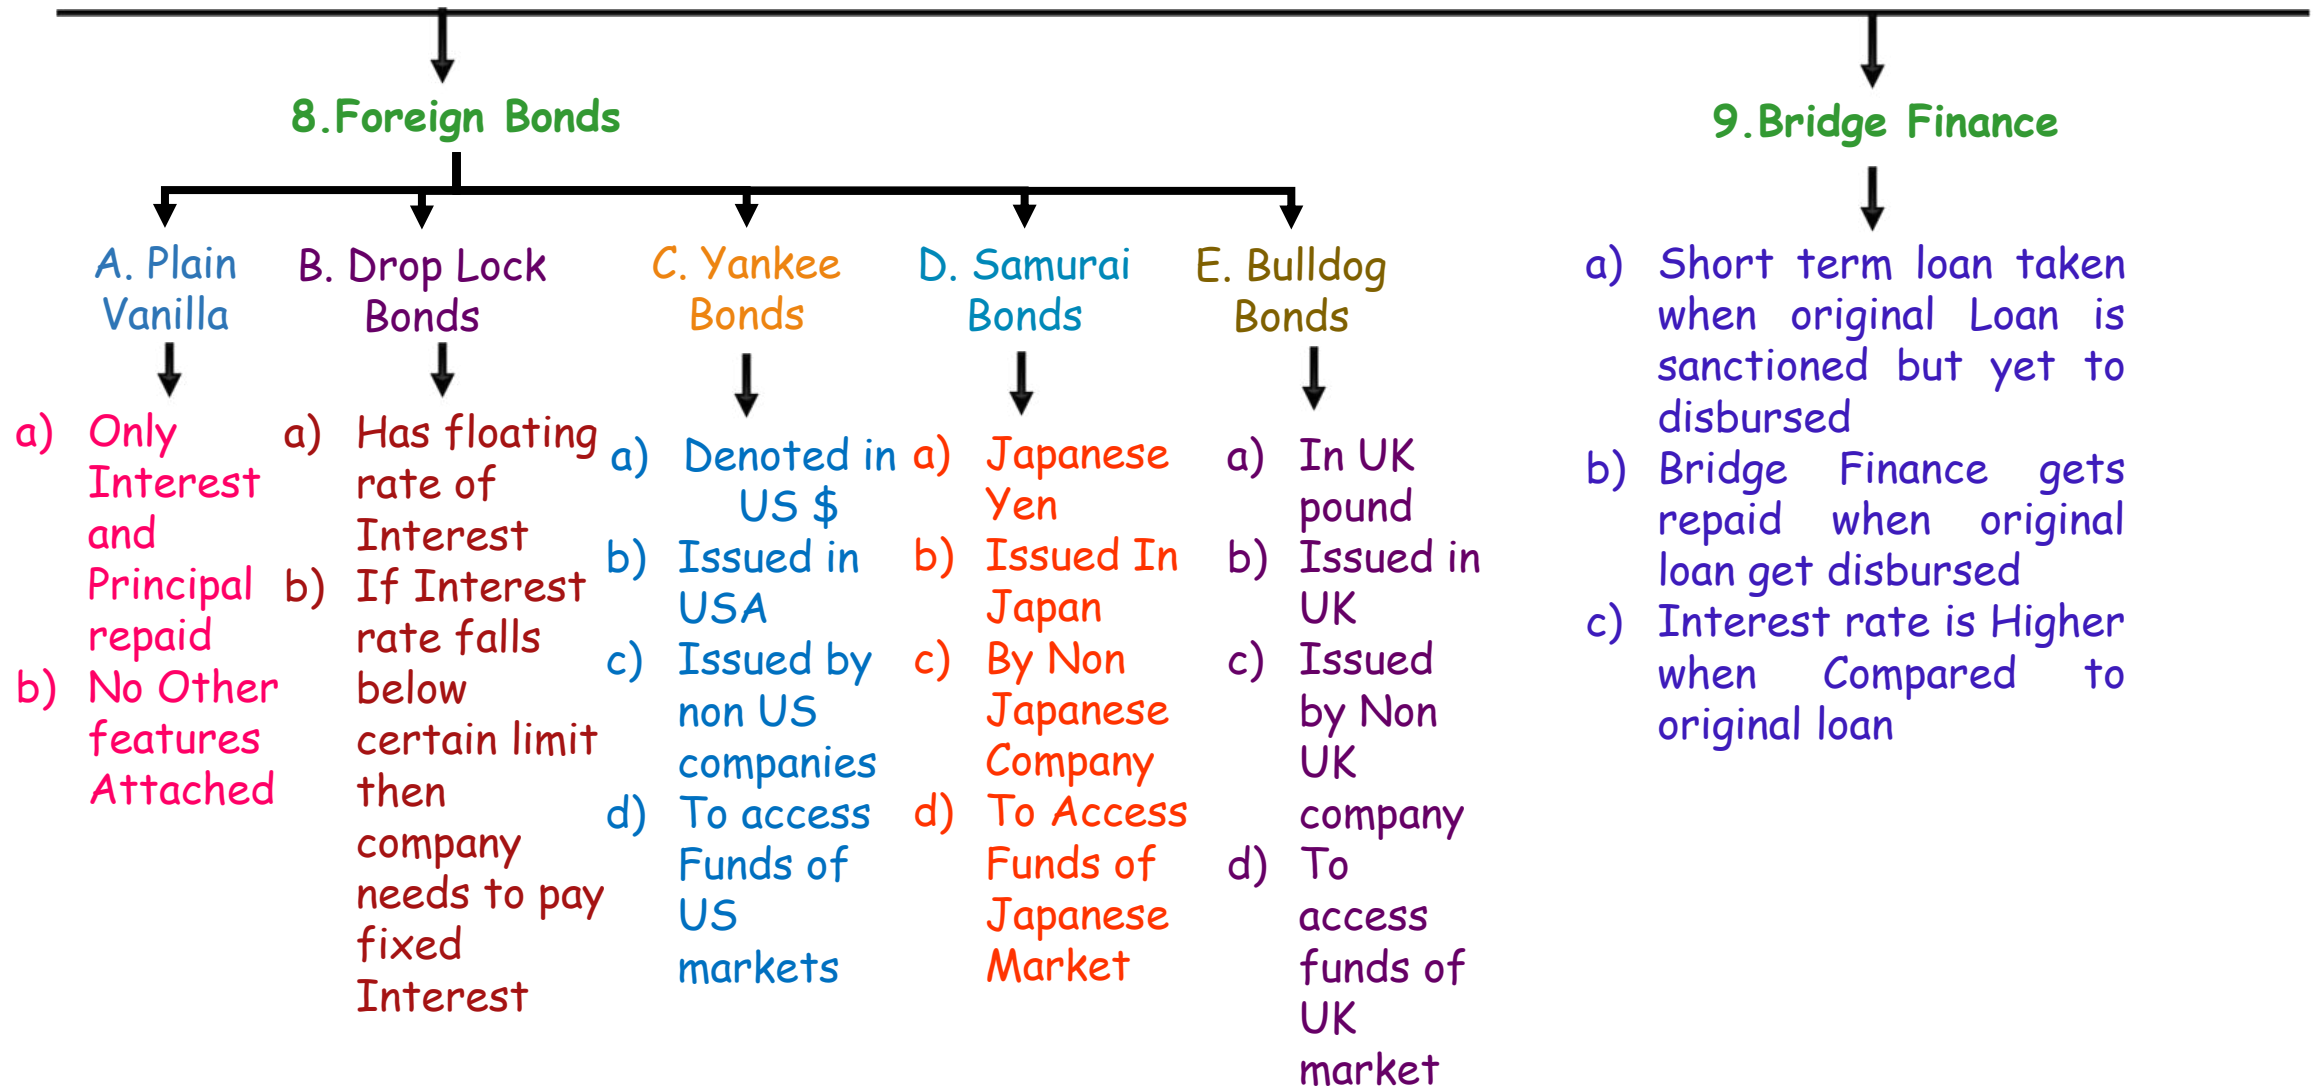 8.Foreign Bonds
9.Bridge Finance
A. Plain
Vanilla
a) Only
Interest
and
Principal
repaid
b) No Other
features
Attached
B. Drop Lock
Bonds
a) Has floating
rate of
Interest
b) If Interest
rate falls
below
certain limit
then
company
needs to pay
fixed
Interest
C. Yankee
Bonds
a) Denoted in
US $
b) Issued in
USA
c) Issued by
non US
companies
d) To access
Funds of
US
markets
D. Samurai
Bonds
a) Japanese
Yen
b) Issued In
Japan
c) By Non
Japanese
Company
d) To Access
Funds of
Japanese
Market
E. Bulldog
Bonds
a) In UK
pound
b) Issued in
UK
c) Issued
by Non
UK
company
d) To
access
funds of
UK
market
a) Short term loan taken
when original Loan is
sanctioned but yet to
disbursed
b) Bridge Finance gets
repaid when original
loan get disbursed
c) Interest rate is Higher
when Compared to
original loan